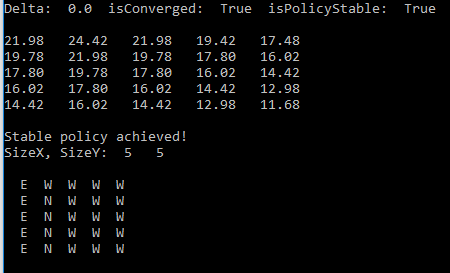 Delta:  0.0  isConverged:  True  isPolicyStable:  True
21.98   24.42   21.98   19.42   17.48
19.78   21.98   19.78   17.80   16.02
17.80   19.78   17.80   16.02   14.42
16.02   17.80   16.02   14.42   12.98
14.42   16.02   14.42   12.98   11.68
Stable policy achieved!
SizeX, SizeY:  5   5
E  W  W  W  W
E  N  W  W  W
E  N  W  W  W
E  N  W  W  W
E  N  W  W  W